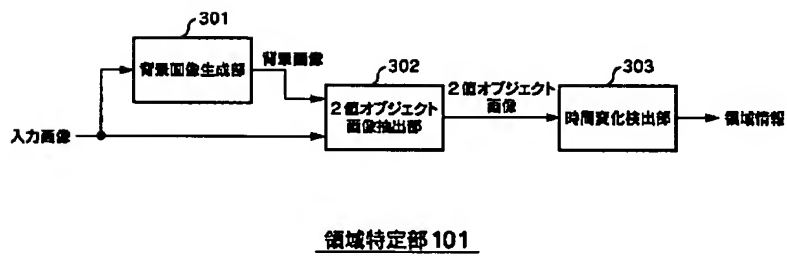 301
背景画像生成部
背景画像
302
2値オブジェクト
画像抽出部
2値オブジェクト
画像
303
時間変化検出部
領域情報
入力画像
領域特定部101